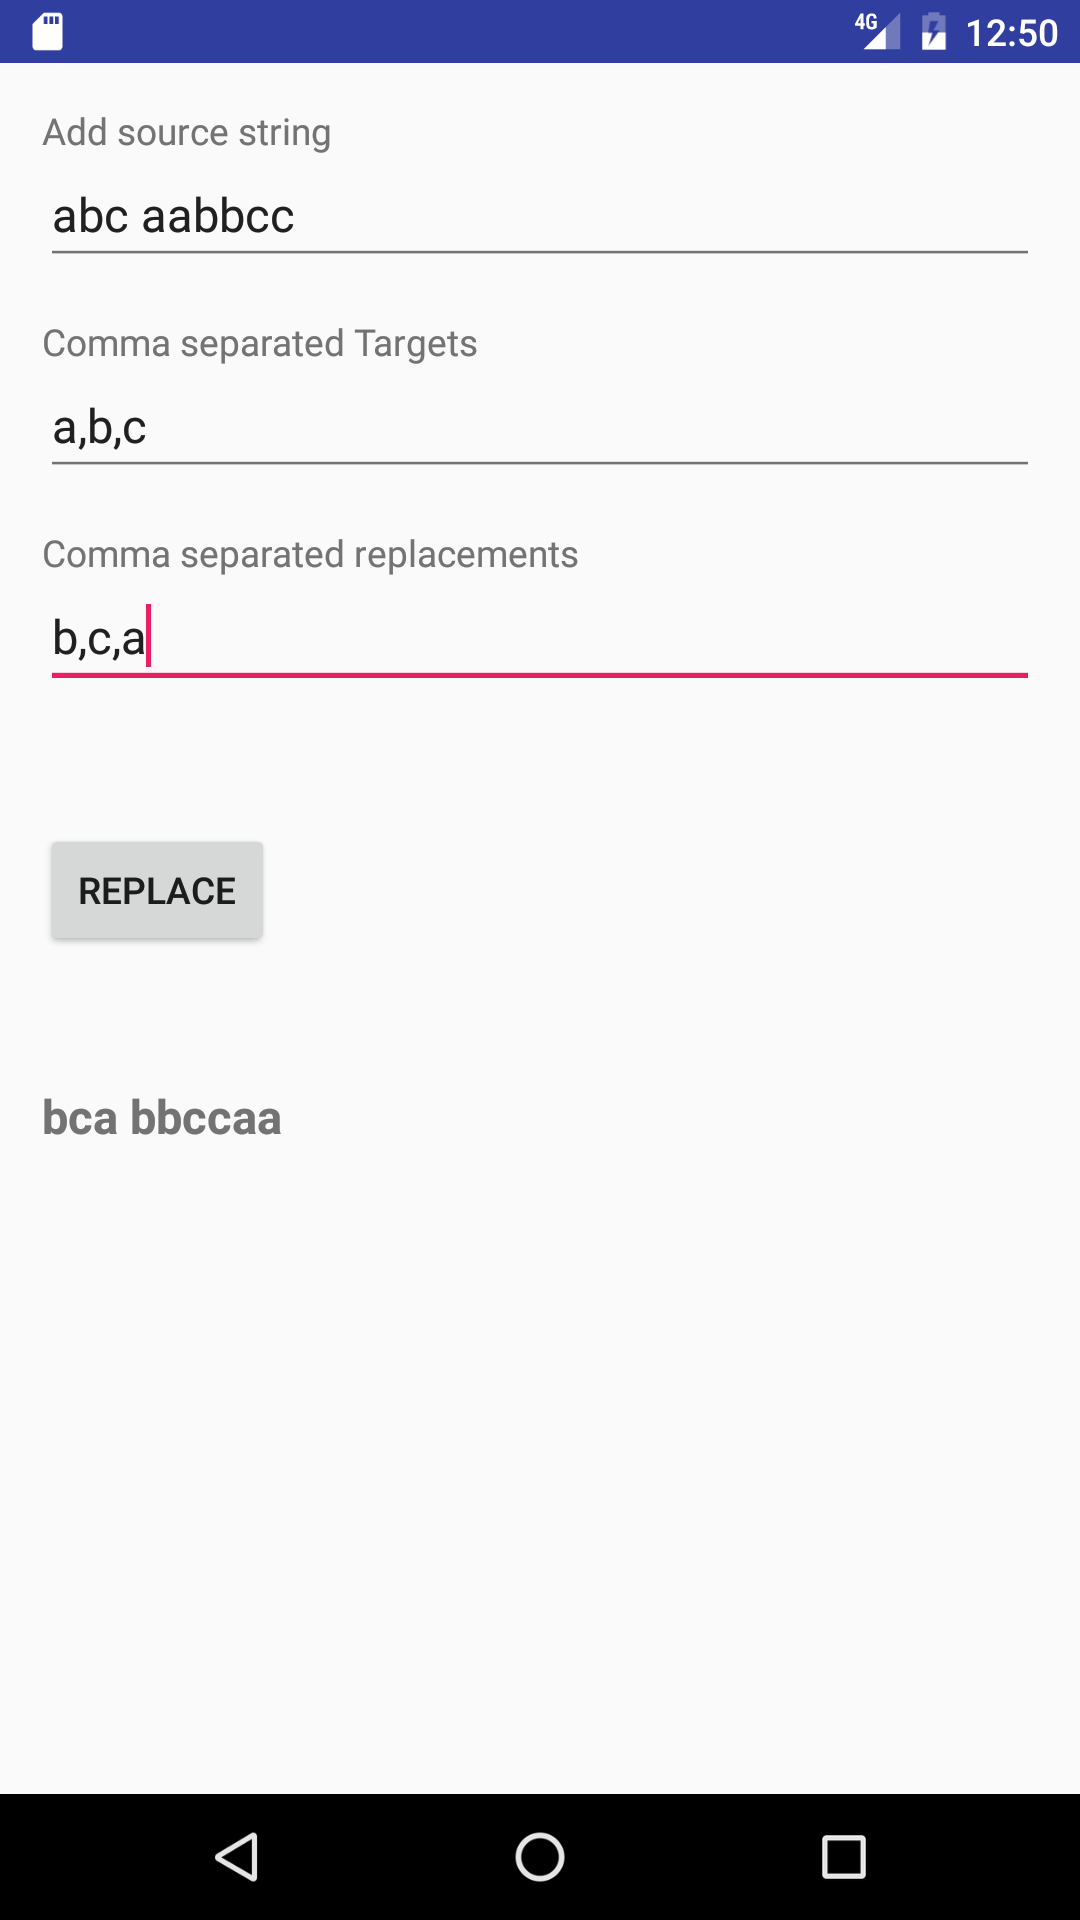 4G 12:50
Add source string
abc aabbcc
Comma separated Targets
a,b,c
Comma separated replacements
b,c,a
REPLACE
bca bbccaa